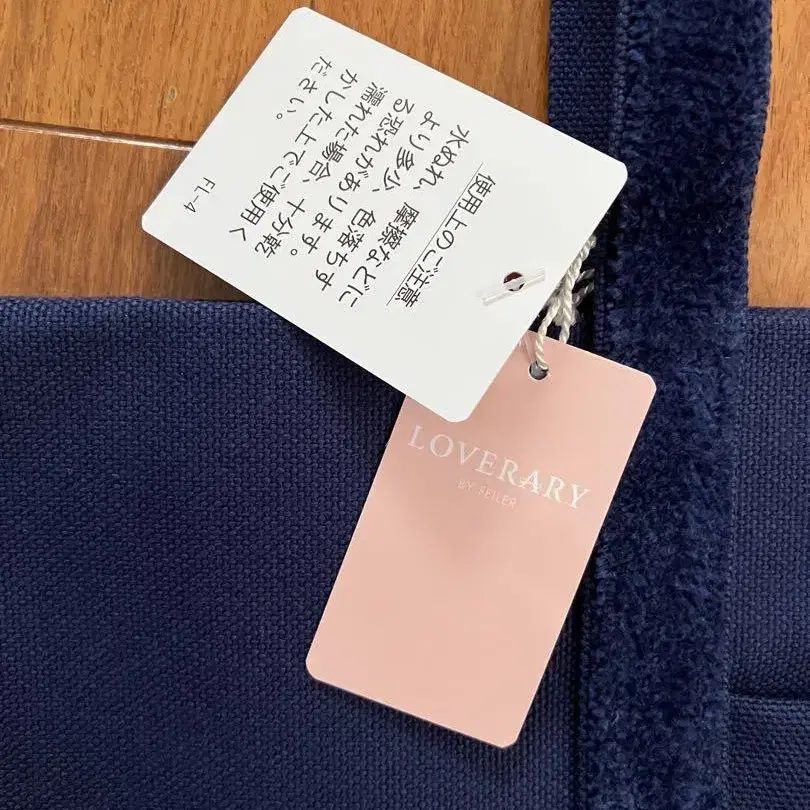 使用上のご注意
水ぬれ、摩擦などに
より多少、色落ちす
る恐れがあります。
濡れた場合、十分乾
かした上でご使用く
ださい。
FL-4
LOVERARY
BY FEILER